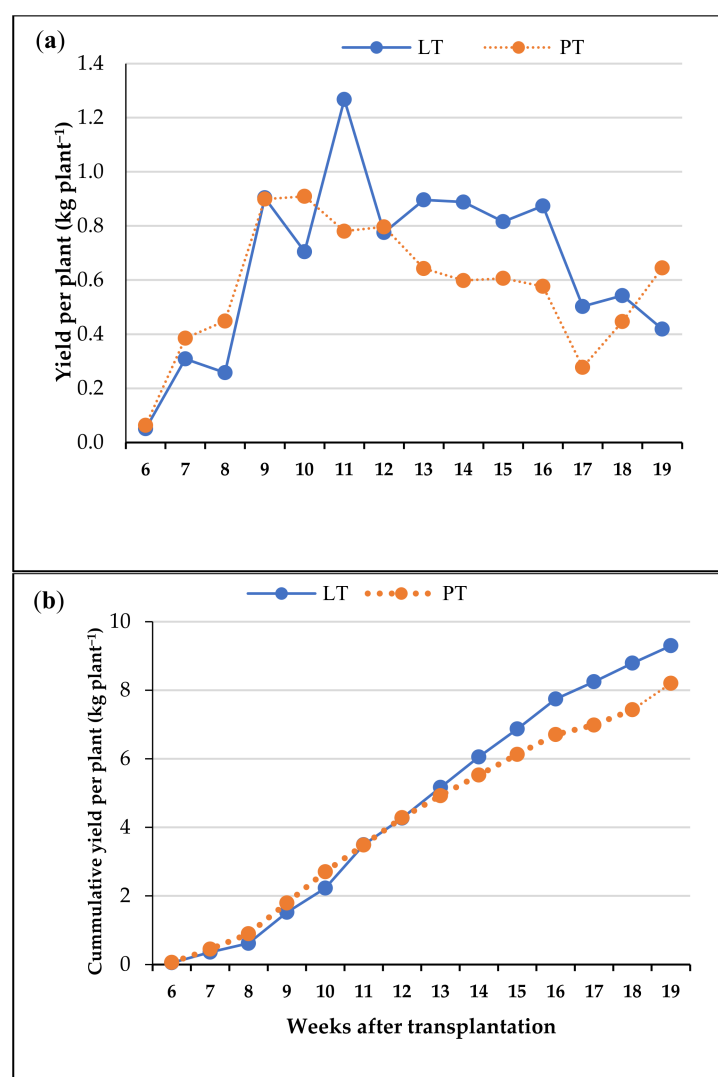 (a)
LT PT
Yield per plant (kg plant⁻¹)
1.4
1.2
1.0
0.8
0.6
0.4
0.2
0.0
6 7 8 9 10 11 12 13 14 15 16 17 18 19
(b)
LT PT
Cummulative yield per plant (kg plant⁻¹)
10
8
6
4
2
0
6 7 8 9 10 11 12 13 14 15 16 17 18 19
Weeks after transplantation